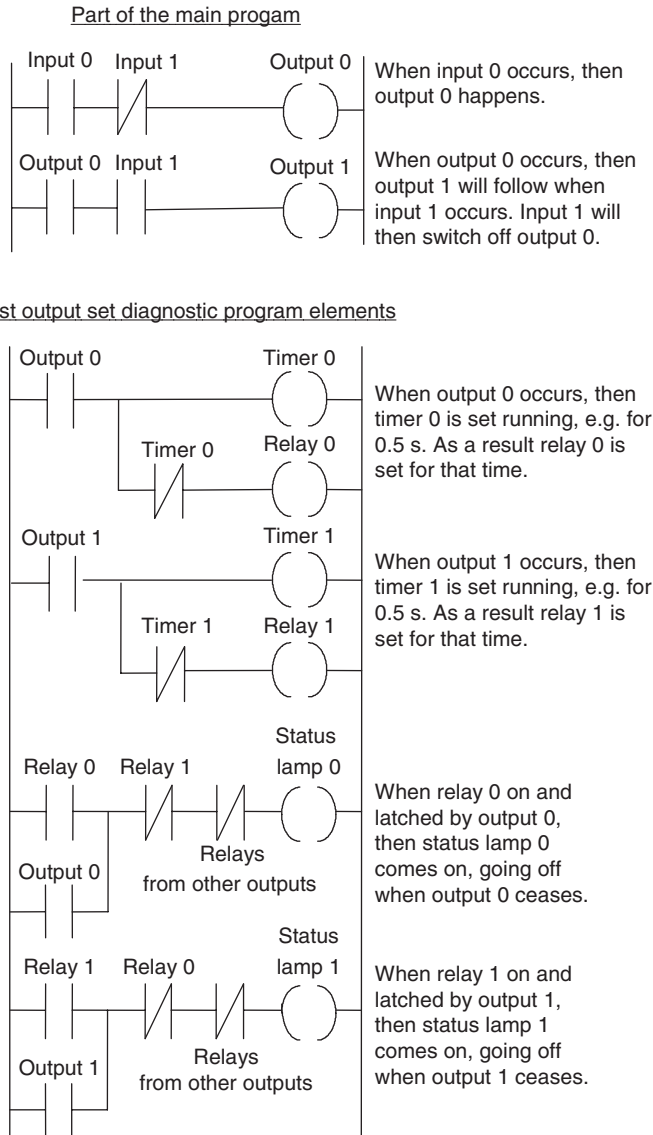 Part of the main progam
Input 0 Input 1 Output 0
When input 0 occurs, then
output 0 happens.
Output 0 Input 1 Output 1
When output 0 occurs, then
output 1 will follow when
input 1 occurs. Input 1 will
then switch off output 0.
st output set diagnostic program elements
Output 0 Timer 0
Timer 0 Relay 0
When output 0 occurs, then
timer 0 is set running, e.g. for
0.5 s. As a result relay 0 is
set for that time.
Output 1 Timer 1
Timer 1 Relay 1
When output 1 occurs, then
timer 1 is set running, e.g. for
0.5 s. As a result relay 1 is
set for that time.
Status
Relay 0 Relay 1 lamp 0
Relays
from other outputs
Output 0
When relay 0 on and
latched by output 0,
then status lamp 0
comes on, going off
when output 0 ceases.
Status
Relay 1 Relay 0 lamp 1
Relays
from other outputs
Output 1
When relay 1 on and
latched by output 1,
then status lamp 1
comes on, going off
when output 1 ceases.